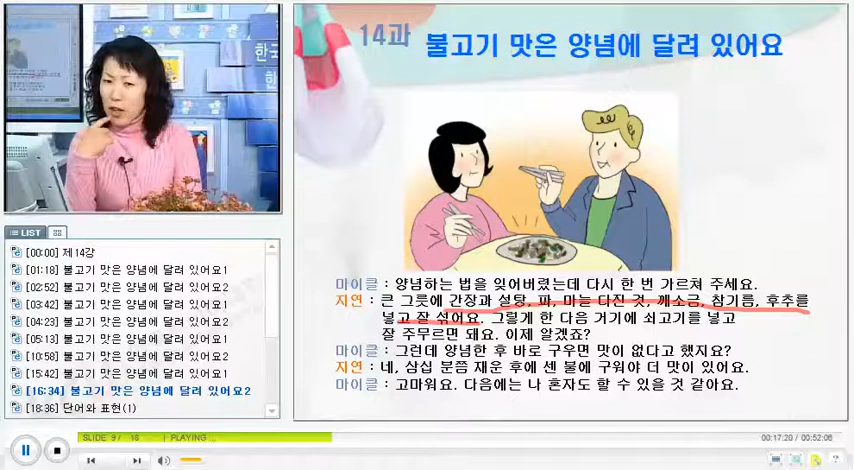 14과 불고기 맛은 양념에 달려 있어요
마이클 : 양념하는 법을 잊어버렸는데 다시 한 번 가르쳐 주세요.
지연 : 큰 그릇에 간장과 설탕, 파, 마늘 다진 것, 깨소금, 참기름, 후추를
넣고 잘 섞어요. 그렇게 한 다음 거기에 쇠고기를 넣고
잘 주무르면 돼요. 이제 알겠죠?
마이클 : 그런데 양념한 후 바로 구우면 맛이 없다고 했지요?
지연 : 네, 삼십 분쯤 재운 후에 센 불에 구워야 더 맛이 있어요.
마이클 : 고마워요. 다음에는 나 혼자도 할 수 있을 것 같아요.
LIST
[00:00] 제14강
[01:18] 불고기 맛은 양념에 달려 있어요1
[02:52] 불고기 맛은 양념에 달려 있어요2
[03:42] 불고기 맛은 양념에 달려 있어요1
[04:23] 불고기 맛은 양념에 달려 있어요2
[05:13] 불고기 맛은 양념에 달려 있어요1
[10:58] 불고기 맛은 양념에 달려 있어요2
[15:42] 불고기 맛은 양념에 달려 있어요1
[16:34] 불고기 맛은 양념에 달려 있어요2
[18:36] 단어와 표현(1)
SLIDE 9 / 16 | PLAYING ...
00:17:20 / 00:52:06